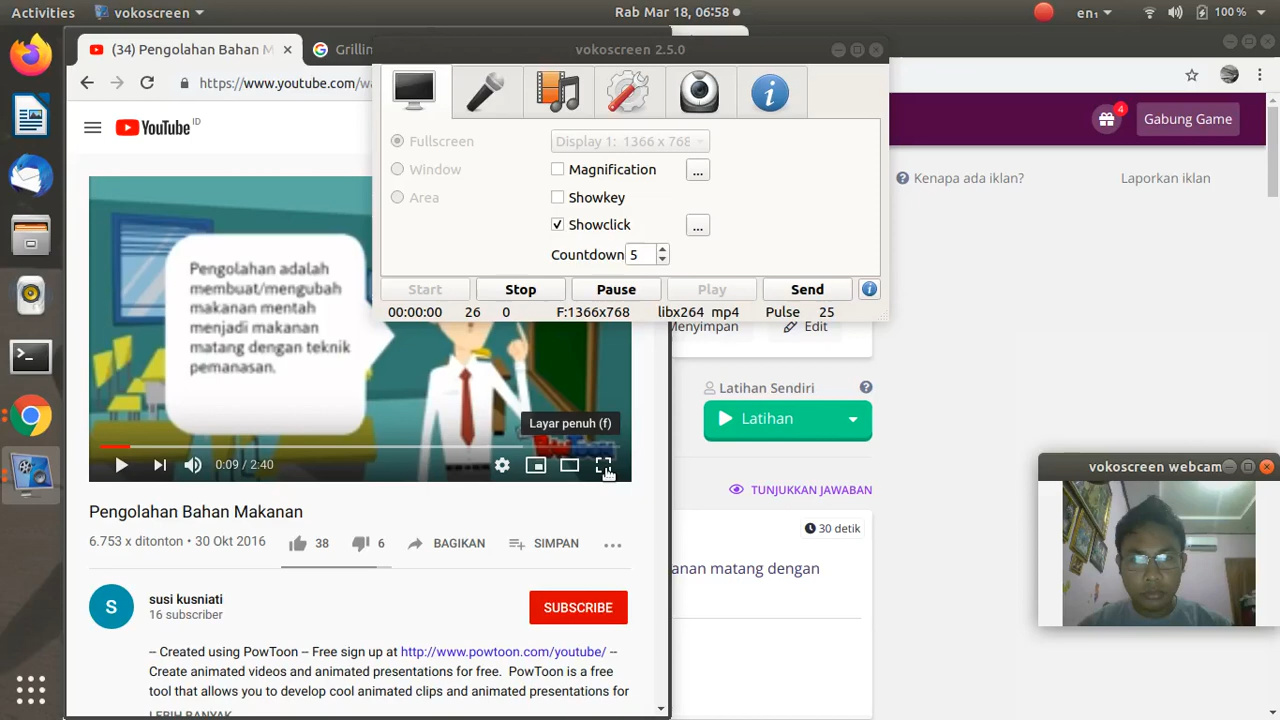 Activities
vokoscreen
Rab Mar 18, 06:58
en₁
100 %
(34) Pengolahan Bahan M
Grilling
vokoscreen 2.5.0
https://www.youtube.com/wa
YouTube ID
Fullscreen
Display 1: 1366 x 768
Window
Magnification
...
Area
Showkey
Showclick
...
Countdown 5
Start
Stop
Pause
Play
Send
00:00:00
26
0
F:1366x768
libx264
mp4
Pulse
25
4
Gabung Game
Kenapa ada iklan?
Laporkan iklan
Menyimpan
Edit
Latihan Sendiri
Latihan
TUNJUKKAN JAWABAN
30 detik
anan matang dengan
Pengolahan adalah
membuat/mengubah
makanan mentah
menjadi makanan
matang dengan teknik
pemanasan.
Layar penuh (f)
PowToon
0:09 / 2:40
Pengolahan Bahan Makanan
6.753 x ditonton • 30 Okt 2016
38
6
BAGIKAN
SIMPAN
S
susi kusniati
16 subscriber
SUBSCRIBE
-- Created using PowToon -- Free sign up at http://www.powtoon.com/youtube/ --
Create animated videos and animated presentations for free. PowToon is a free
tool that allows you to develop cool animated clips and animated presentations for
LEBIH BANYAK
vokoscreen webcam